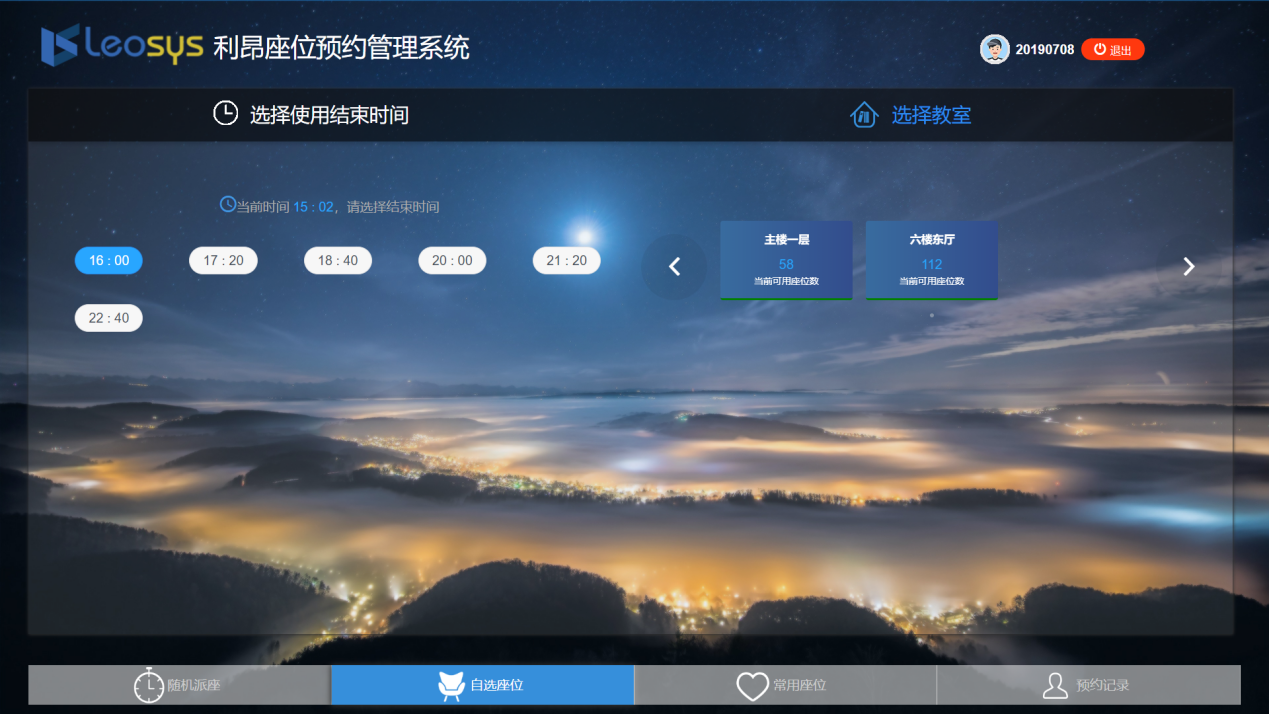 Leosys 利昂座位预约管理系统
20190708 退出
选择使用结束时间
选择教室
当前时间 15 : 02，请选择结束时间
16 : 00 17 : 20 18 : 40 20 : 00 21 : 20
22 : 40
主楼一层
58
当前可用座位数
六楼东厅
112
当前可用座位数
随机派座 自选座位 常用座位 预约记录